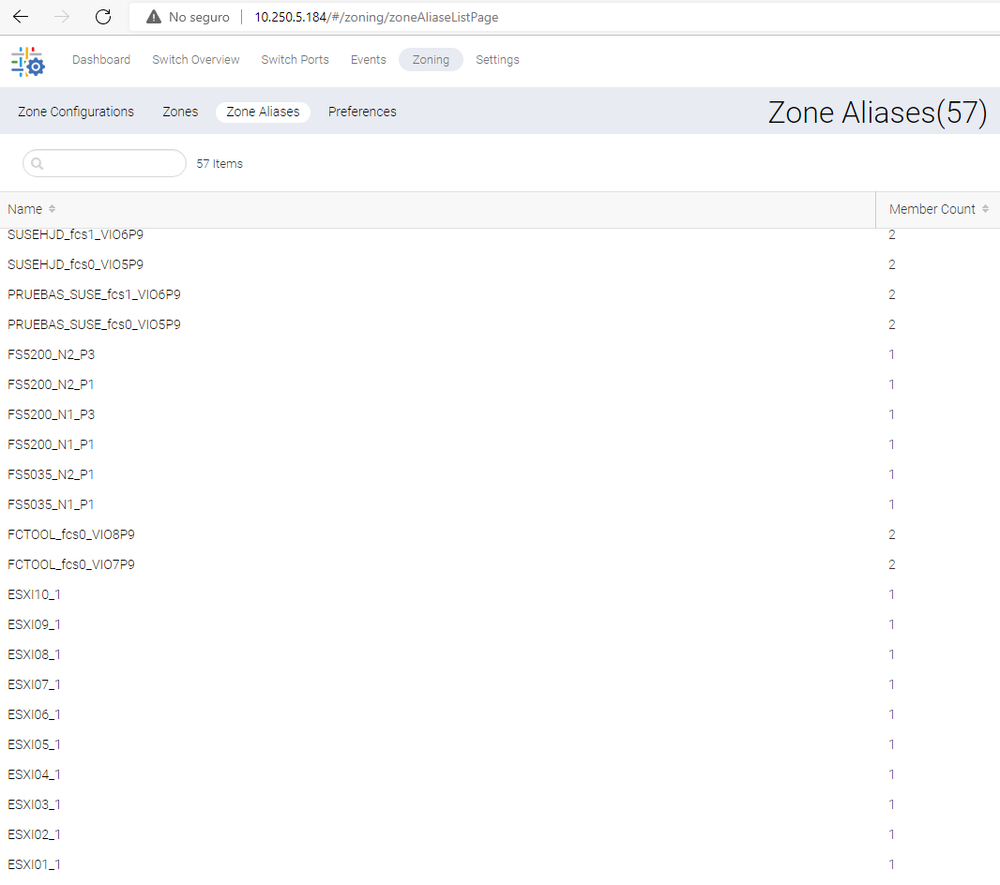 No seguro 10.250.5.184/#/zoning/zoneAliaseListPage
Dashboard Switch Overview Switch Ports Events Zoning Settings
Zone Configurations Zones Zone Aliases Preferences Zone Aliases(57)
57 Items
Name Member Count
SUSEHJD_fcs1_VIO6P9 2
SUSEHJD_fcs0_VIO5P9 2
PRUEBAS_SUSE_fcs1_VIO6P9 2
PRUEBAS_SUSE_fcs0_VIO5P9 2
FS5200_N2_P3 1
FS5200_N2_P1 1
FS5200_N1_P3 1
FS5200_N1_P1 1
FS5035_N2_P1 1
FS5035_N1_P1 1
FCTOOL_fcs0_VIO8P9 2
FCTOOL_fcs0_VIO7P9 2
ESXI10_1 1
ESXI09_1 1
ESXI08_1 1
ESXI07_1 1
ESXI06_1 1
ESXI05_1 1
ESXI04_1 1
ESXI03_1 1
ESXI02_1 1
ESXI01_1 1